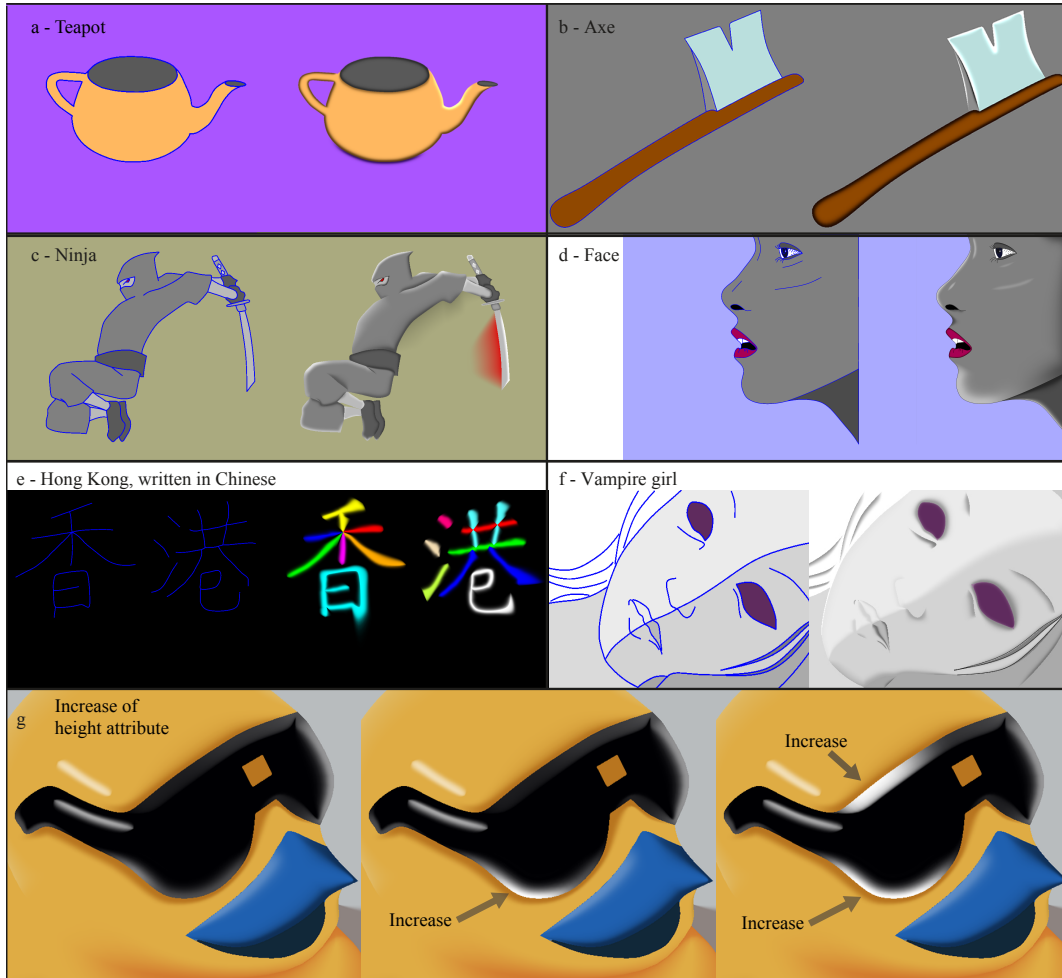 a - Teapot
b - Axe
c - Ninja
d - Face
e - Hong Kong, written in Chinese
f - Vampire girl
香港
香港
g
Increase of
height attribute
Increase
Increase
Increase